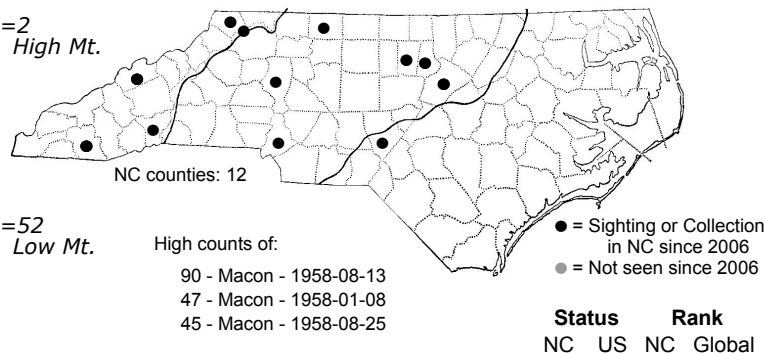 =2
High Mt.
NC counties: 12
=52
Low Mt.
High counts of:
90 - Macon - 1958-08-13
47 - Macon - 1958-01-08
45 - Macon - 1958-08-25
= Sighting or Collection
in NC since 2006
= Not seen since 2006
Status Rank
NC US NC Global